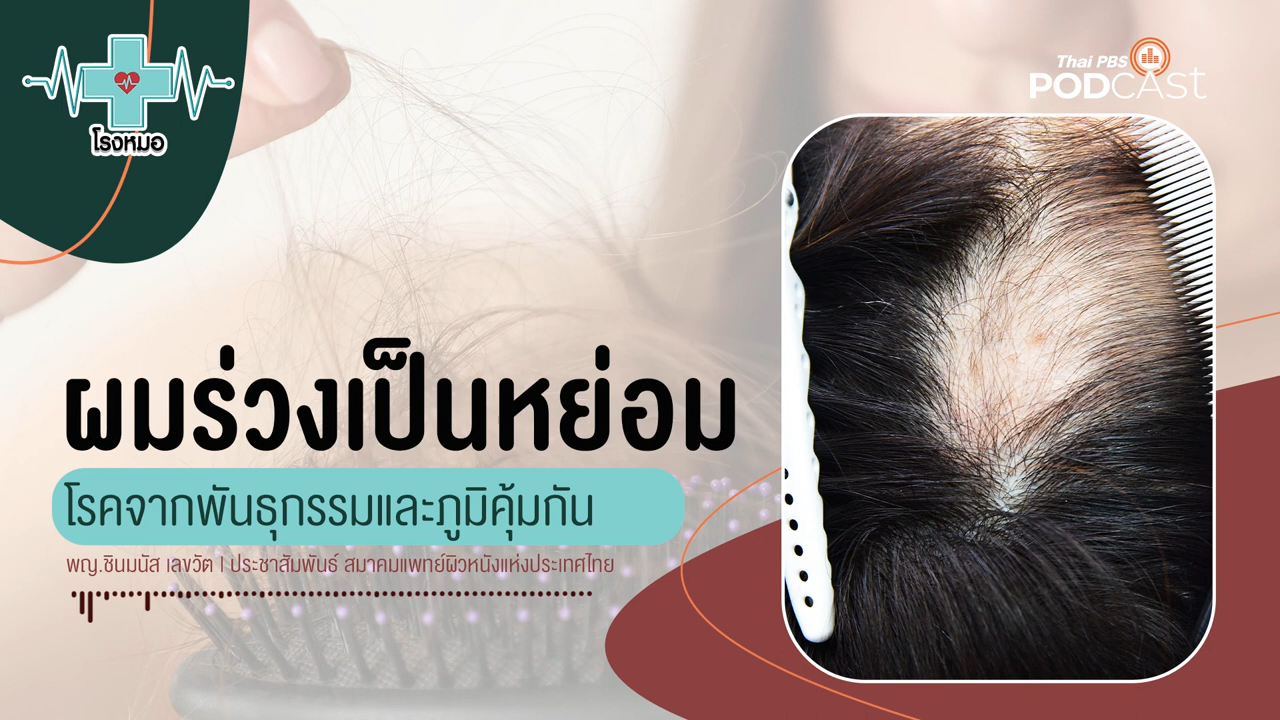 โรงหมอ
Thai PBS
PODCAST
ผมร่วงเป็นหย่อม
โรคจากพันธุกรรมและภูมิคุ้มกัน
พญ.ชินมนัส เลขวัต | ประชาสัมพันธ์ สมาคมแพทย์ผิวหนังแห่งประเทศไทย